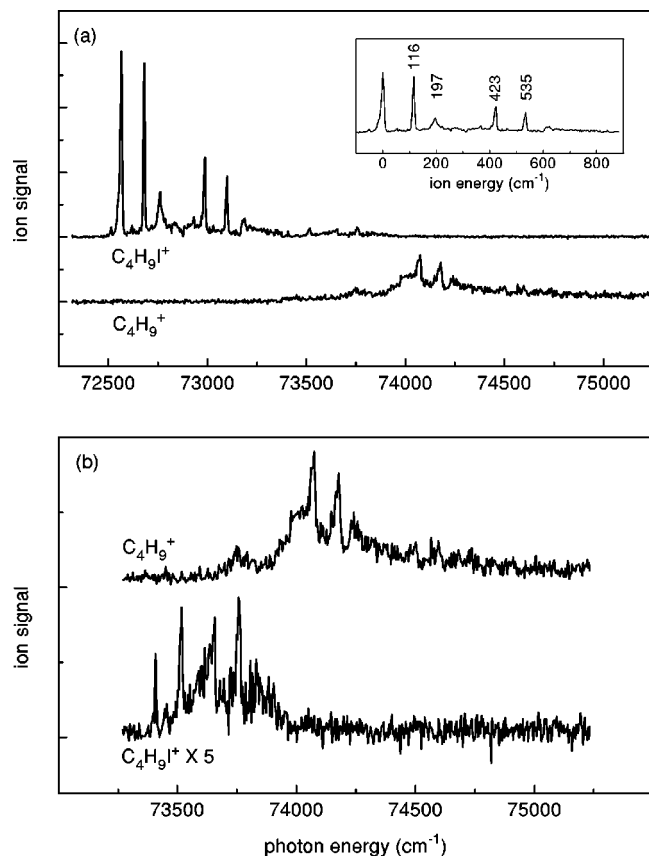 (a)
116
197
423
535
0 200 400 600 800
ion energy (cm⁻¹)
ion signal
C₄H₉I⁺
C₄H₉⁺
72500 73000 73500 74000 74500 75000
(b)
C₄H₉⁺
ion signal
C₄H₉I⁺ X 5
73500 74000 74500 75000
photon energy (cm⁻¹)